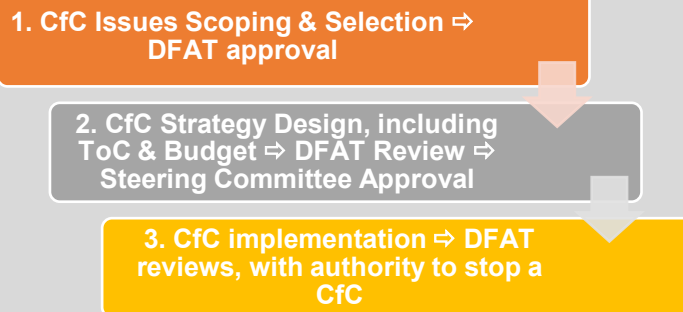 1. CfC Issues Scoping & Selection ⇨
DFAT approval
2. CfC Strategy Design, including
ToC & Budget ⇨ DFAT Review ⇨
Steering Committee Approval
3. CfC implementation ⇨ DFAT
reviews, with authority to stop a
CfC